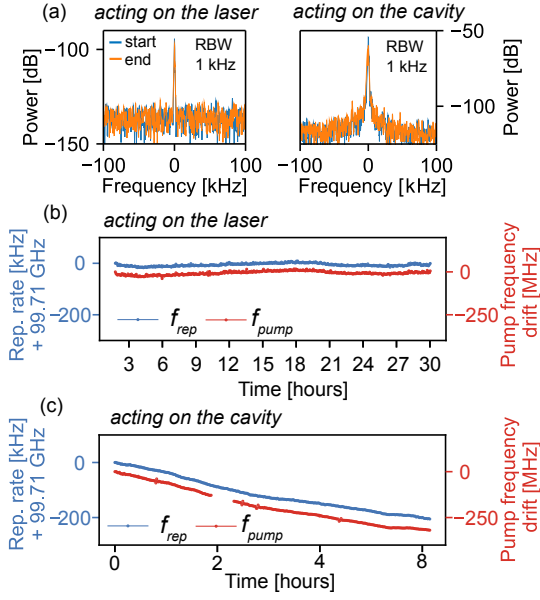 (a) acting on the laser
acting on the cavity
Power [dB]
−100
−150
start
end
RBW
1 kHz
−100 0 100
Frequency [kHz]
RBW
1 kHz
−50
−100
Power [dB]
−100 0 100
Frequency [kHz]
(b) acting on the laser
Rep. rate [kHz]
+ 99.71 GHz
0
−200
f_rep
f_pump
0
−250
Pump frequency
drift [MHz]
3 6 9 12 15 18 21 24 27 30
Time [hours]
(c) acting on the cavity
Rep. rate [kHz]
+ 99.71 GHz
0
−200
f_rep
f_pump
0
−250
Pump frequency
drift [MHz]
0 2 4 6 8
Time [hours]